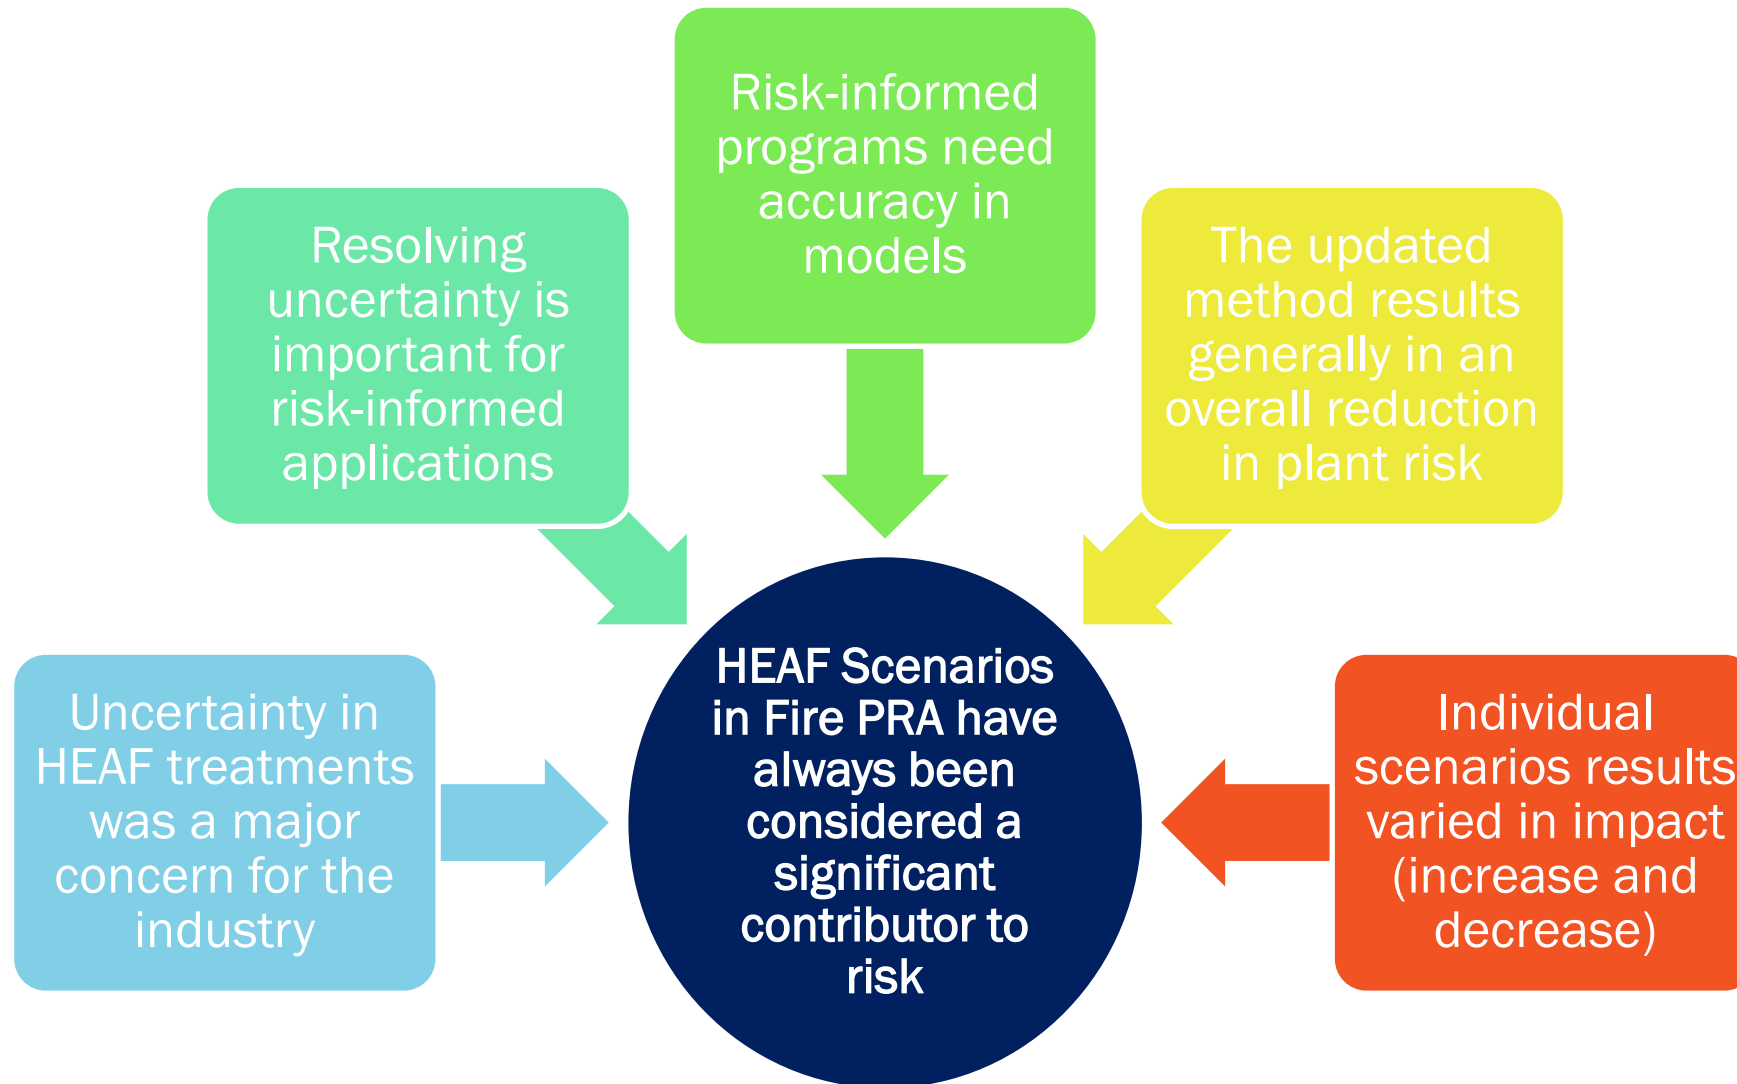 Risk-informed
programs need
accuracy in
models
Resolving
uncertainty is
important for
risk-informed
applications
The updated
method results
generally in an
overall reduction
in plant risk
Uncertainty in
HEAF treatments
was a major
concern for the
industry
HEAF Scenarios
in Fire PRA have
always been
considered a
significant
contributor to
risk
Individual
scenarios results
varied in impact
(increase and
decrease)